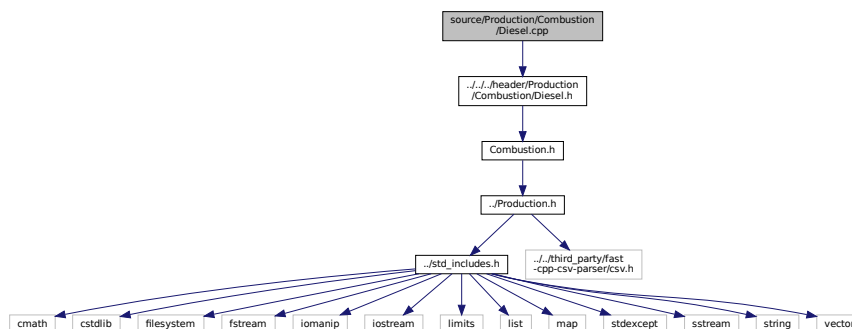 source/Production/Combustion
/Diesel.cpp
../../../header/Production
/Combustion/Diesel.h
Combustion.h
../Production.h
../std_includes.h
../../third_party/fast
-cpp-csv-parser/csv.h
cmath
cstdlib
filesystem
fstream
iomanip
iostream
limits
list
map
stdexcept
sstream
string
vector